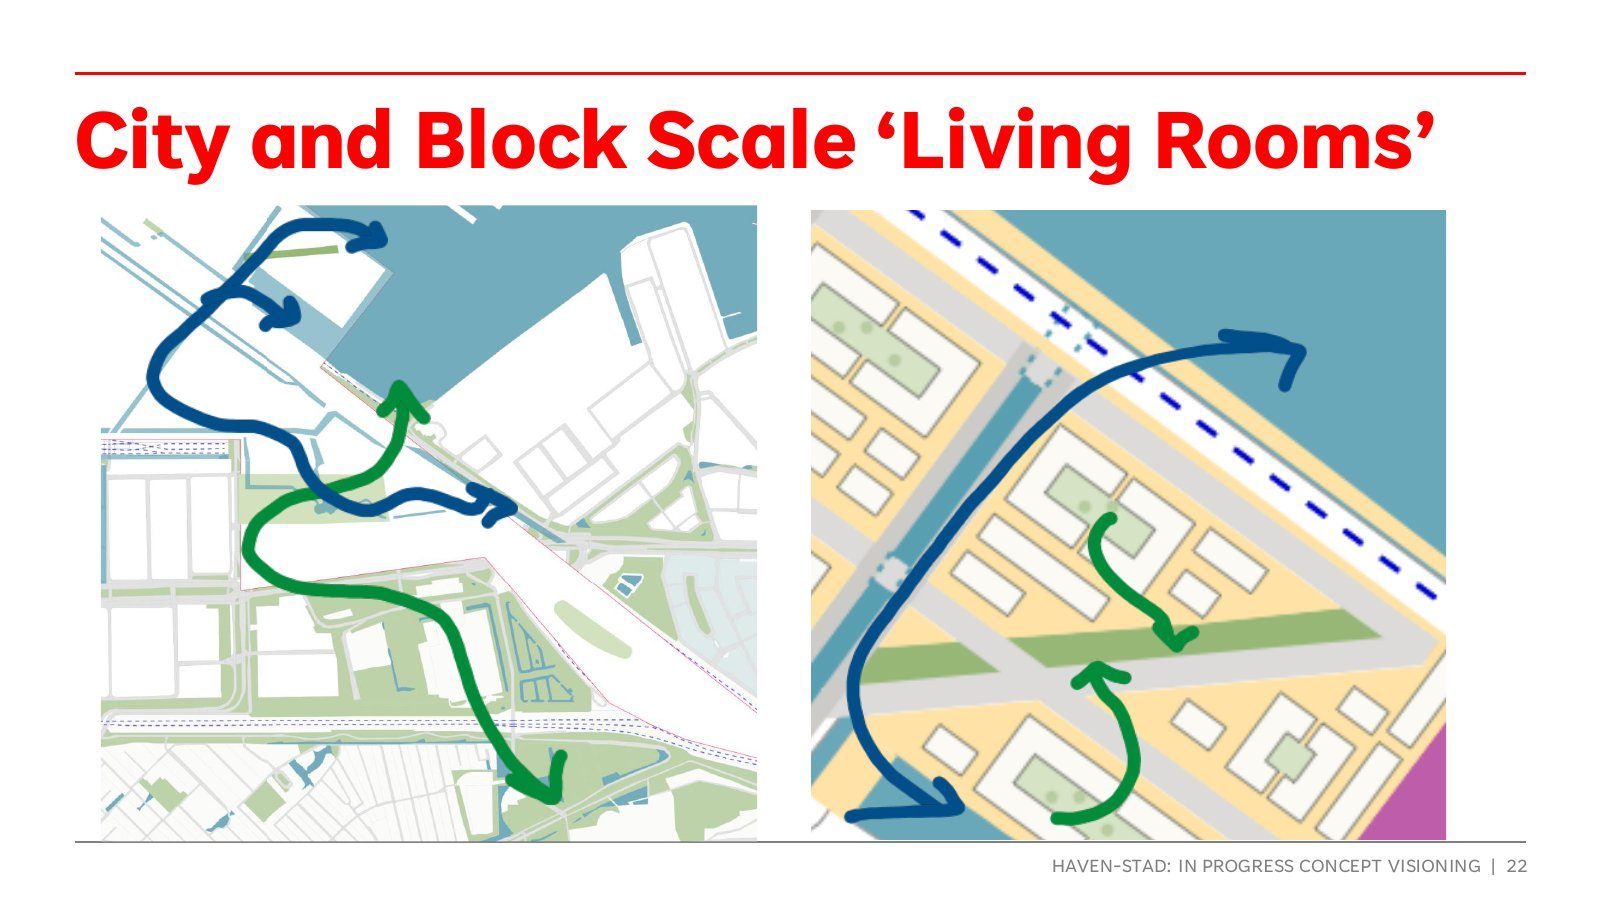 City and Block Scale ‘Living Rooms’
HAVEN-STAD: IN PROGRESS CONCEPT VISIONING | 22